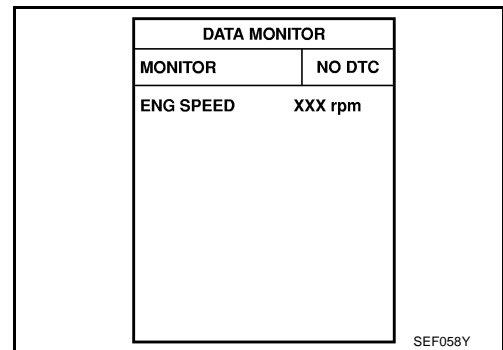 DATA MONITOR
MONITOR NO DTC
ENG SPEED XXX rpm
SEF058Y